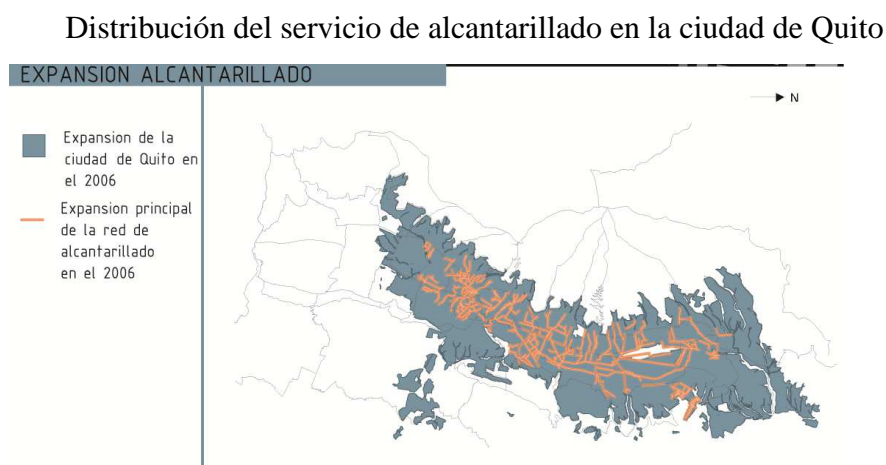 Distribución del servicio de alcantarillado en la ciudad de Quito
EXPANSION ALCANTARILLADO
N
Expansion de la
ciudad de Quito en
el 2006
Expansion principal
de la red de
alcantarillado
en el 2006